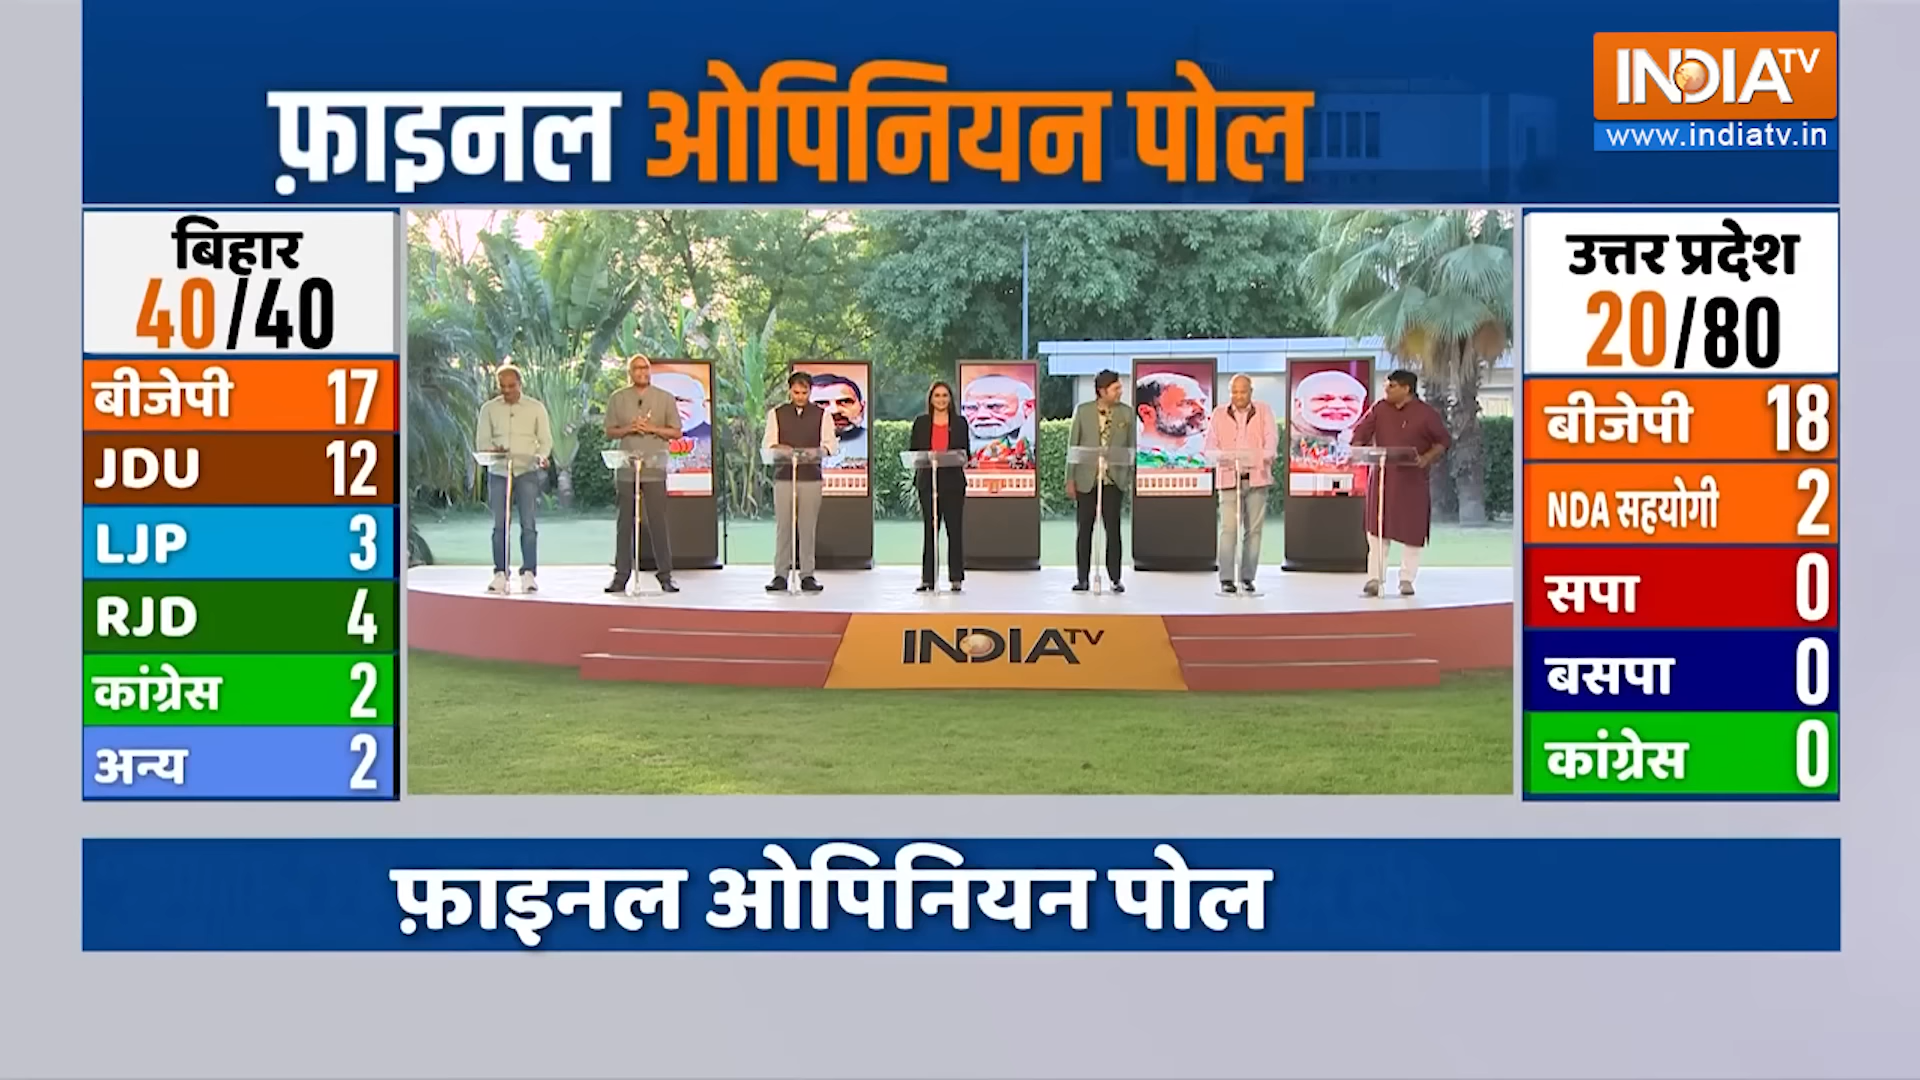 फ़ाइनल ओपिनियन पोल
INDIA TV
www.indiatv.in
बिहार
40/40
बीजेपी 17
JDU 12
LJP 3
RJD 4
कांग्रेस 2
अन्य 2
INDIA TV
उत्तर प्रदेश
20/80
बीजेपी 18
NDA सहयोगी 2
सपा 0
बसपा 0
कांग्रेस 0
फ़ाइनल ओपिनियन पोल